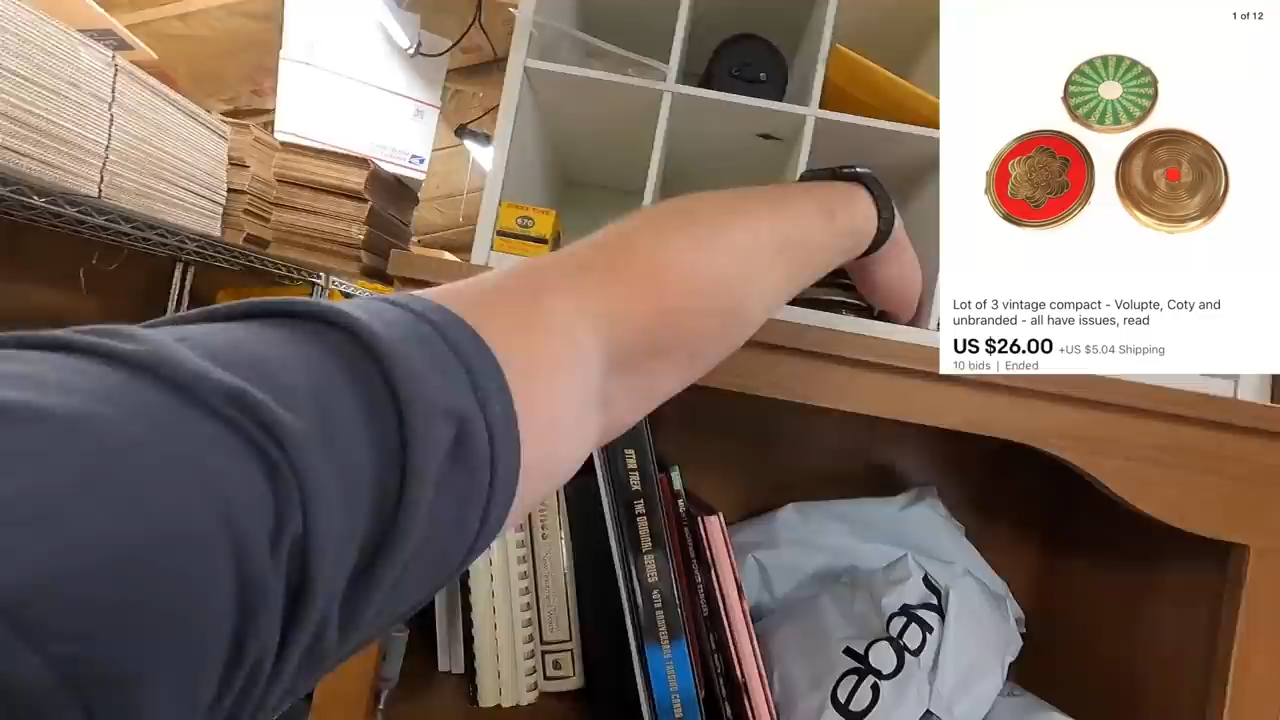 1 of 12
Lot of 3 vintage compact - Volupte, Coty and
unbranded - all have issues, read
US $26.00 +US $5.04 Shipping
10 bids | Ended
670
STAR TREK THE ORIGINAL SERIES 40TH ANNIVERSARY TRADING CARDS
ebay